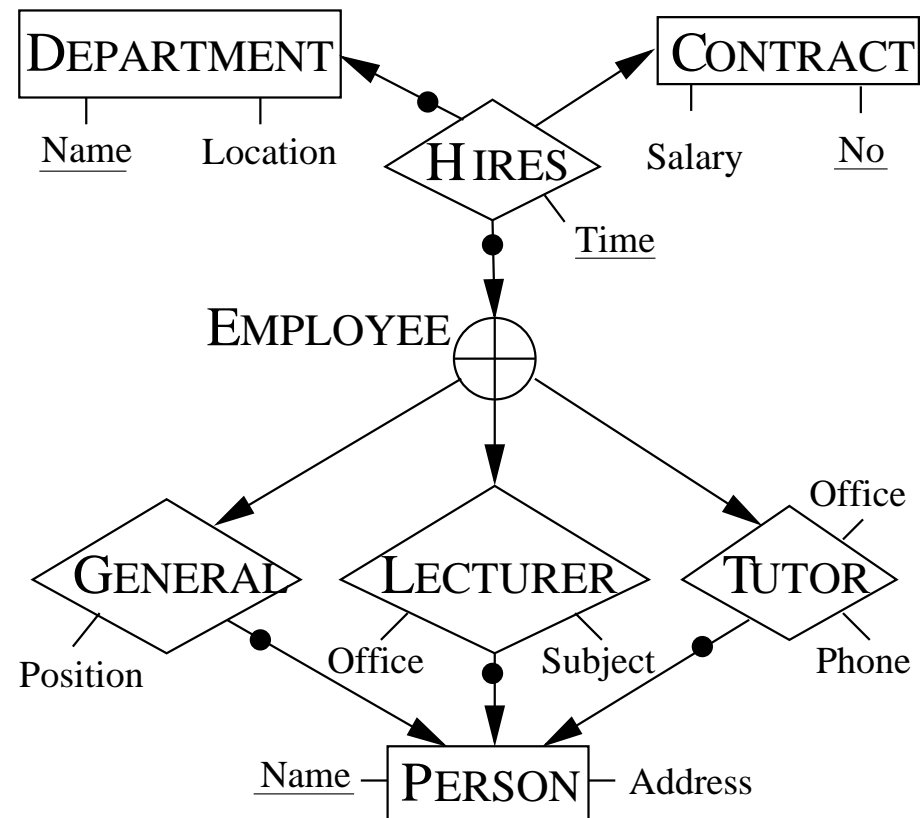 DEPARTMENT
CONTRACT
Name
Location
HIRES
Salary
No
Time
EMPLOYEE
Office
GENERAL
LECTURER
TUTOR
Position
Office
Subject
Phone
Name
PERSON
Address